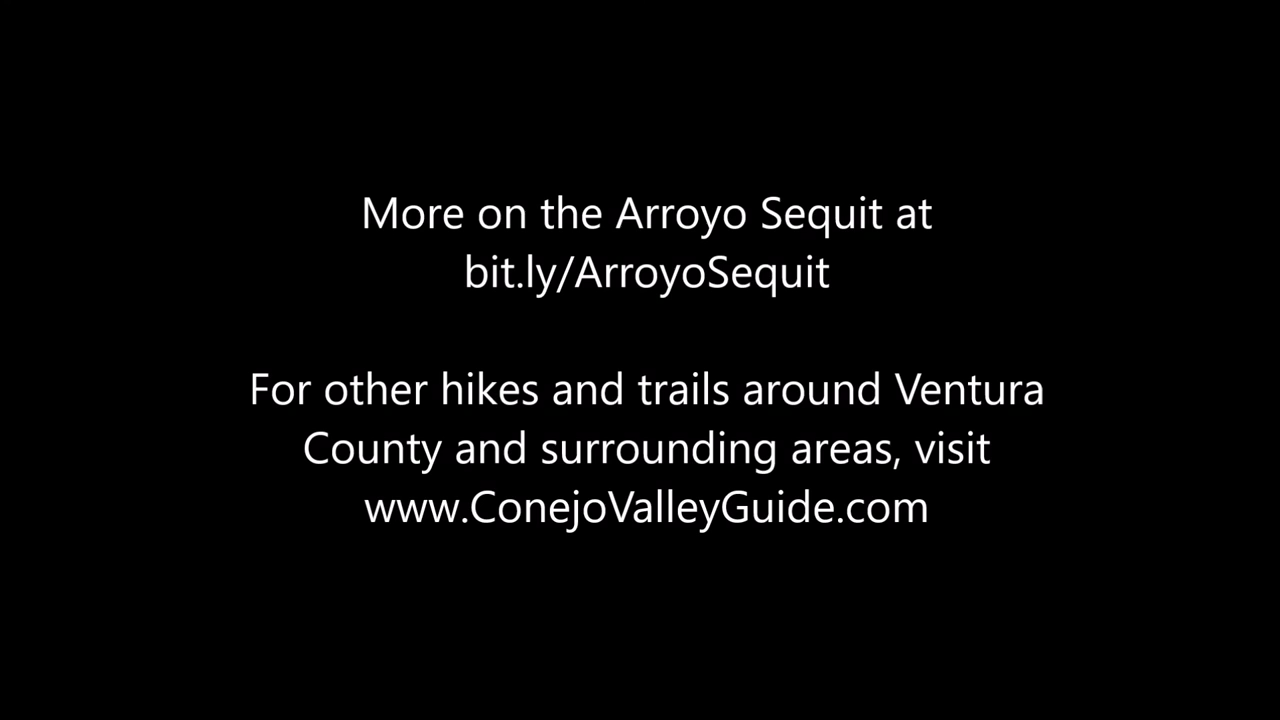 More on the Arroyo Sequit at
bit.ly/ArroyoSequit
For other hikes and trails around Ventura
County and surrounding areas, visit
www.ConejoValleyGuide.com